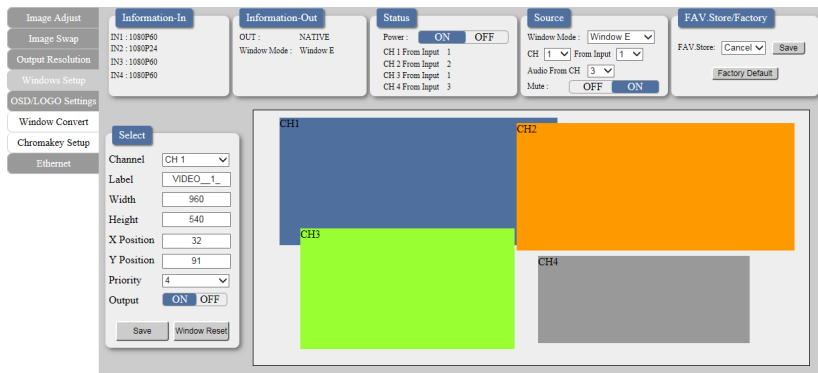 Image Adjust
Image Swap
Output Resolution
Windows Setup
OSD/LOGO Settings
Window Convert
Chromakey Setup
Ethernet
Information-In
IN1 : 1080P60
IN2 : 1080P24
IN3 : 1080P60
IN4 : 1080P60
Information-Out
OUT : NATIVE
Window Mode : Window E
Status
Power : ON OFF
CH 1 From Input 1
CH 2 From Input 2
CH 3 From Input 1
CH 4 From Input 3
Source
Window Mode : Window E
CH 1 From Input 1
Audio From CH 3
Mute : OFF ON
FAV.Store/Factory
FAV.Store: Cancel Save
Factory Default
Select
Channel CH 1
Label VIDEO__1_
Width 960
Height 540
X Position 32
Y Position 91
Priority 4
Output ON OFF
Save Window Reset
CH1
CH2
CH3
CH4